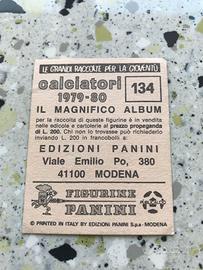 LE GRANDI RACCOLTE PER LA GIOVENTÙ
calciatori
1979-80
134
IL MAGNIFICO ALBUM
per la raccolta di queste figurine è in vendita
nelle edicole e cartolerie al prezzo propaganda
di L. 200. Chi non lo trovasse può richiederlo
inviando L. 200 in francobolli a:
EDIZIONI PANINI
Viale Emilio Po, 380
41100 MODENA
FIGURINE
PANINI
© PRINTED IN ITALY BY EDIZIONI PANINI S.p.a - MODENA